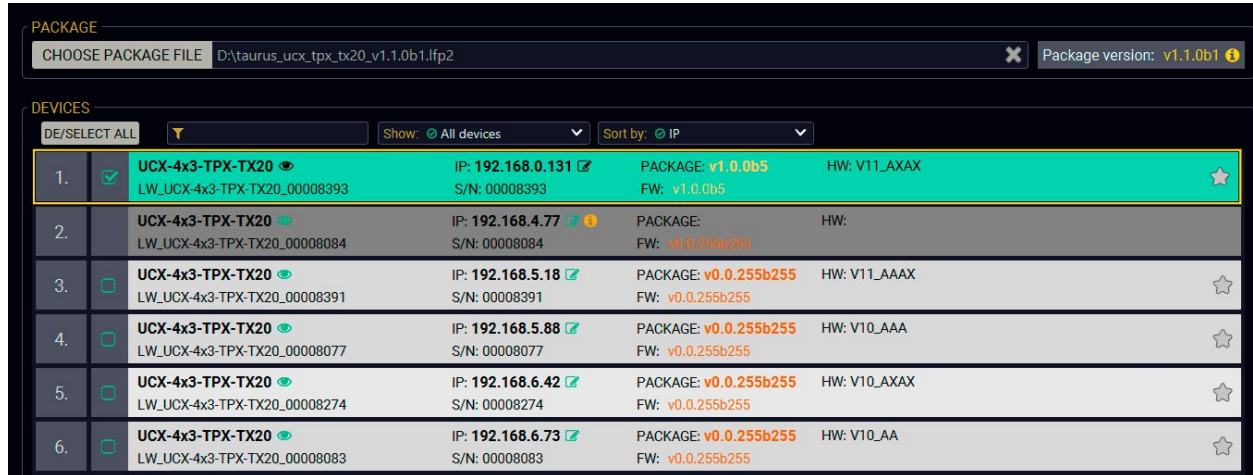 PACKAGE
CHOOSE PACKAGE FILE D:\taurus_ucx_tpx_tx20_v1.1.0b1.lfp2 Package version: v1.1.0b1
DEVICES
DE/SELECT ALL Show: All devices Sort by: IP
1. UCX-4x3-TPX-TX20 IP: 192.168.0.131 PACKAGE: v1.0.0b5 HW: V11_AXAX
LW_UCX-4x3-TPX-TX20_00008393 S/N: 00008393 FW: v1.0.0b5
2. UCX-4x3-TPX-TX20 IP: 192.168.4.77 PACKAGE: HW:
LW_UCX-4x3-TPX-TX20_00008084 S/N: 00008084 FW: v0.0.255b255
3. UCX-4x3-TPX-TX20 IP: 192.168.5.18 PACKAGE: v0.0.255b255 HW: V11_AAAX
LW_UCX-4x3-TPX-TX20_00008391 S/N: 00008391 FW: v0.0.255b255
4. UCX-4x3-TPX-TX20 IP: 192.168.5.88 PACKAGE: v0.0.255b255 HW: V10_AAA
LW_UCX-4x3-TPX-TX20_00008077 S/N: 00008077 FW: v0.0.255b255
5. UCX-4x3-TPX-TX20 IP: 192.168.6.42 PACKAGE: v0.0.255b255 HW: V10_AXAX
LW_UCX-4x3-TPX-TX20_00008274 S/N: 00008274 FW: v0.0.255b255
6. UCX-4x3-TPX-TX20 IP: 192.168.6.73 PACKAGE: v0.0.255b255 HW: V10_AA
LW_UCX-4x3-TPX-TX20_00008083 S/N: 00008083 FW: v0.0.255b255